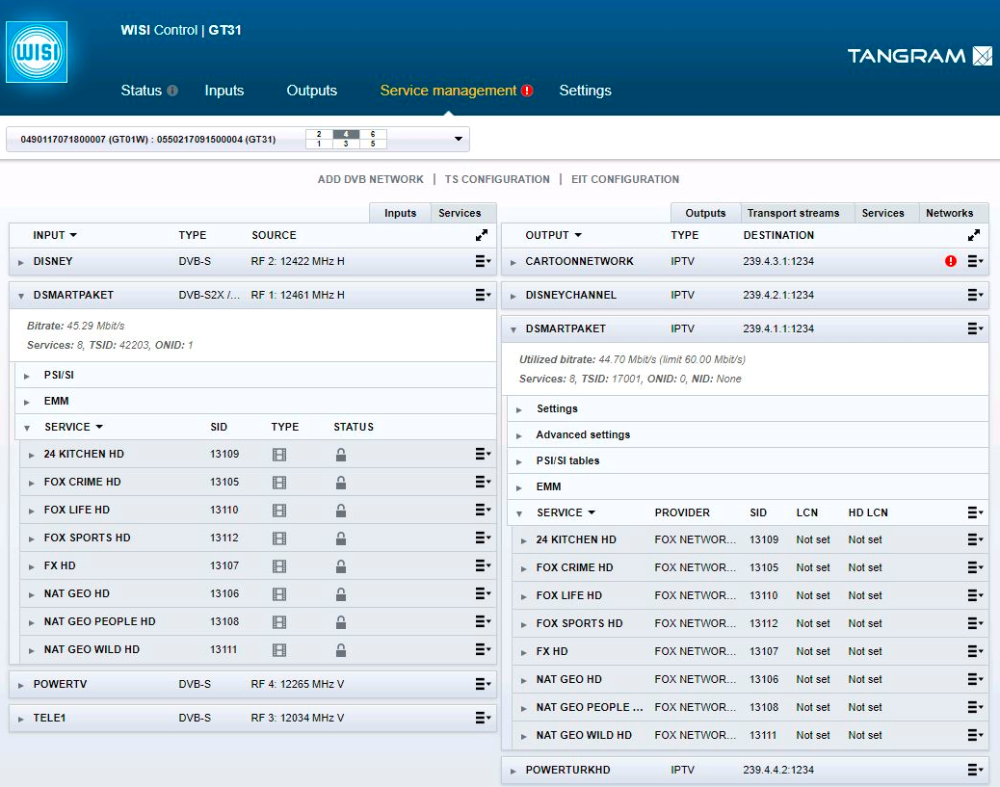 WISI
WISI Control | GT31
TANGRAM
Status Inputs Outputs Service management Settings
0490117071800007 (GT01W) : 0550217091500004 (GT31)
2 4 6
1 3 5
ADD DVB NETWORK | TS CONFIGURATION | EIT CONFIGURATION
Inputs Services
INPUT TYPE SOURCE
DISNEY DVB-S RF 2: 12422 MHz H
DSMARTPAKET DVB-S2X /... RF 1: 12461 MHz H
Bitrate: 45.29 Mbit/s
Services: 8, TSID: 42203, ONID: 1
PSI/SI
EMM
SERVICE SID TYPE STATUS
24 KITCHEN HD 13109
FOX CRIME HD 13105
FOX LIFE HD 13110
FOX SPORTS HD 13112
FX HD 13107
NAT GEO HD 13106
NAT GEO PEOPLE HD 13108
NAT GEO WILD HD 13111
POWERTV DVB-S RF 4: 12265 MHz V
TELE1 DVB-S RF 3: 12034 MHz V
Outputs Transport streams Services Networks
OUTPUT TYPE DESTINATION
CARTOONNETWORK IPTV 239.4.3.1:1234
DISNEYCHANNEL IPTV 239.4.2.1:1234
DSMARTPAKET IPTV 239.4.1.1:1234
Utilized bitrate: 44.70 Mbit/s (limit 60.00 Mbit/s)
Services: 8, TSID: 17001, ONID: 0, NID: None
Settings
Advanced settings
PSI/SI tables
EMM
SERVICE PROVIDER SID LCN HD LCN
24 KITCHEN HD FOX NETWOR... 13109 Not set Not set
FOX CRIME HD FOX NETWOR... 13105 Not set Not set
FOX LIFE HD FOX NETWOR... 13110 Not set Not set
FOX SPORTS HD FOX NETWOR... 13112 Not set Not set
FX HD FOX NETWOR... 13107 Not set Not set
NAT GEO HD FOX NETWOR... 13106 Not set Not set
NAT GEO PEOPLE ... FOX NETWOR... 13108 Not set Not set
NAT GEO WILD HD FOX NETWOR... 13111 Not set Not set
POWERTURKHD IPTV 239.4.4.2:1234